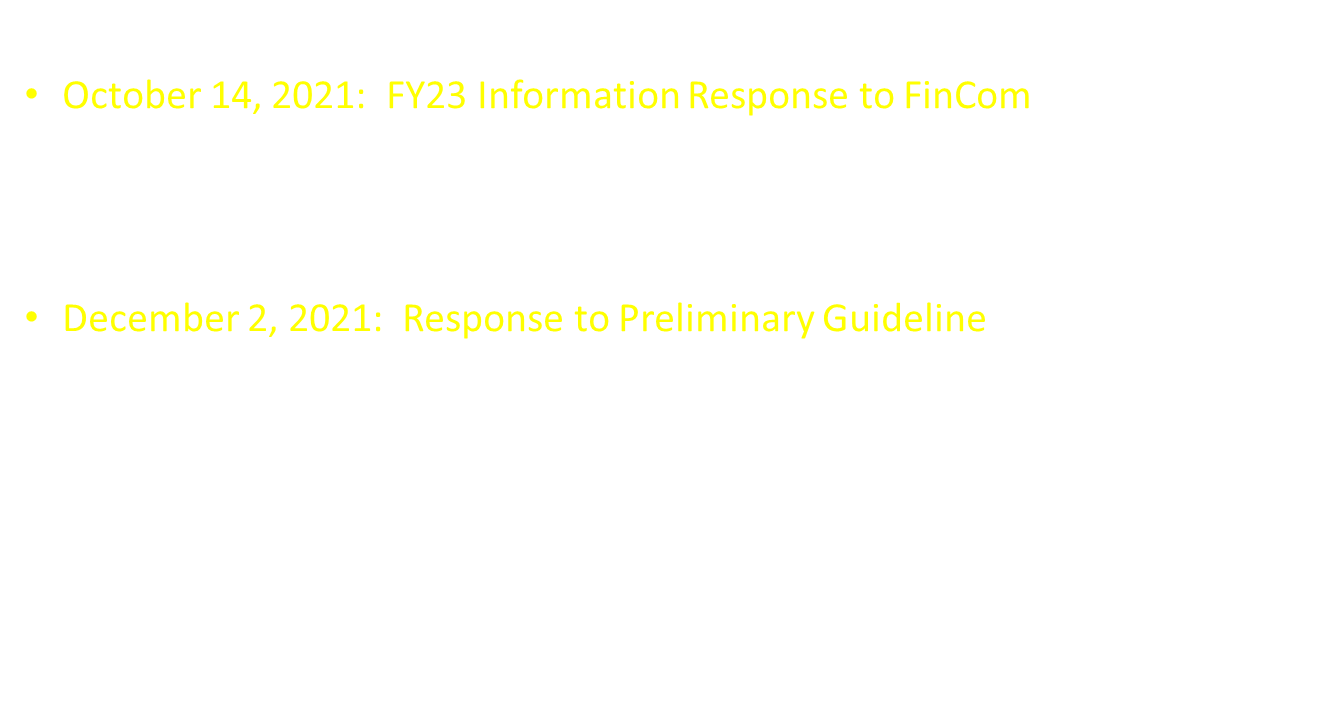 • October 14, 2021: FY23 Information Response to FinCom
• December 2, 2021: Response to Preliminary Guideline